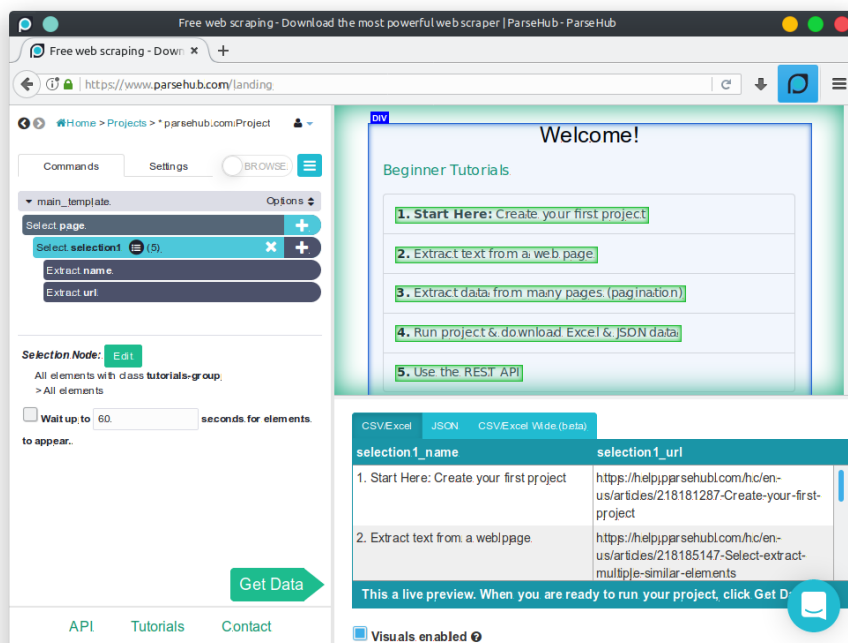 Free web scraping - Download the most powerful web scraper | ParseHub - ParseHub
Free web scraping - Down
https://www.parsehub.com/landing
Home > Projects > * parsehub.com Project
Commands
Settings
BROWSE
main_template
Options
Select page
Select selection1 (5)
Extract name
Extract url
Selection Node:
Edit
All elements with class tutorials-group
> All elements
Wait up to 60 seconds for elements
to appear.
Get Data
API
Tutorials
Contact
DIV
Welcome!
Beginner Tutorials
1. Start Here: Create your first project
2. Extract text from a web page
3. Extract data from many pages (pagination)
4. Run project & download Excel & JSON data
5. Use the REST API
CSV/Excel
JSON
CSV/Excel Wide (beta)
selection1_name
selection1_url
1. Start Here: Create your first project
https://help.parsehub.com/hc/en-
us/articles/218181287-Create-your-first-
project
2. Extract text from a web page
https://help.parsehub.com/hc/en-
us/articles/218185147-Select-extract-
multiple-similar-elements
This a live preview. When you are ready to run your project, click Get D
Visuals enabled